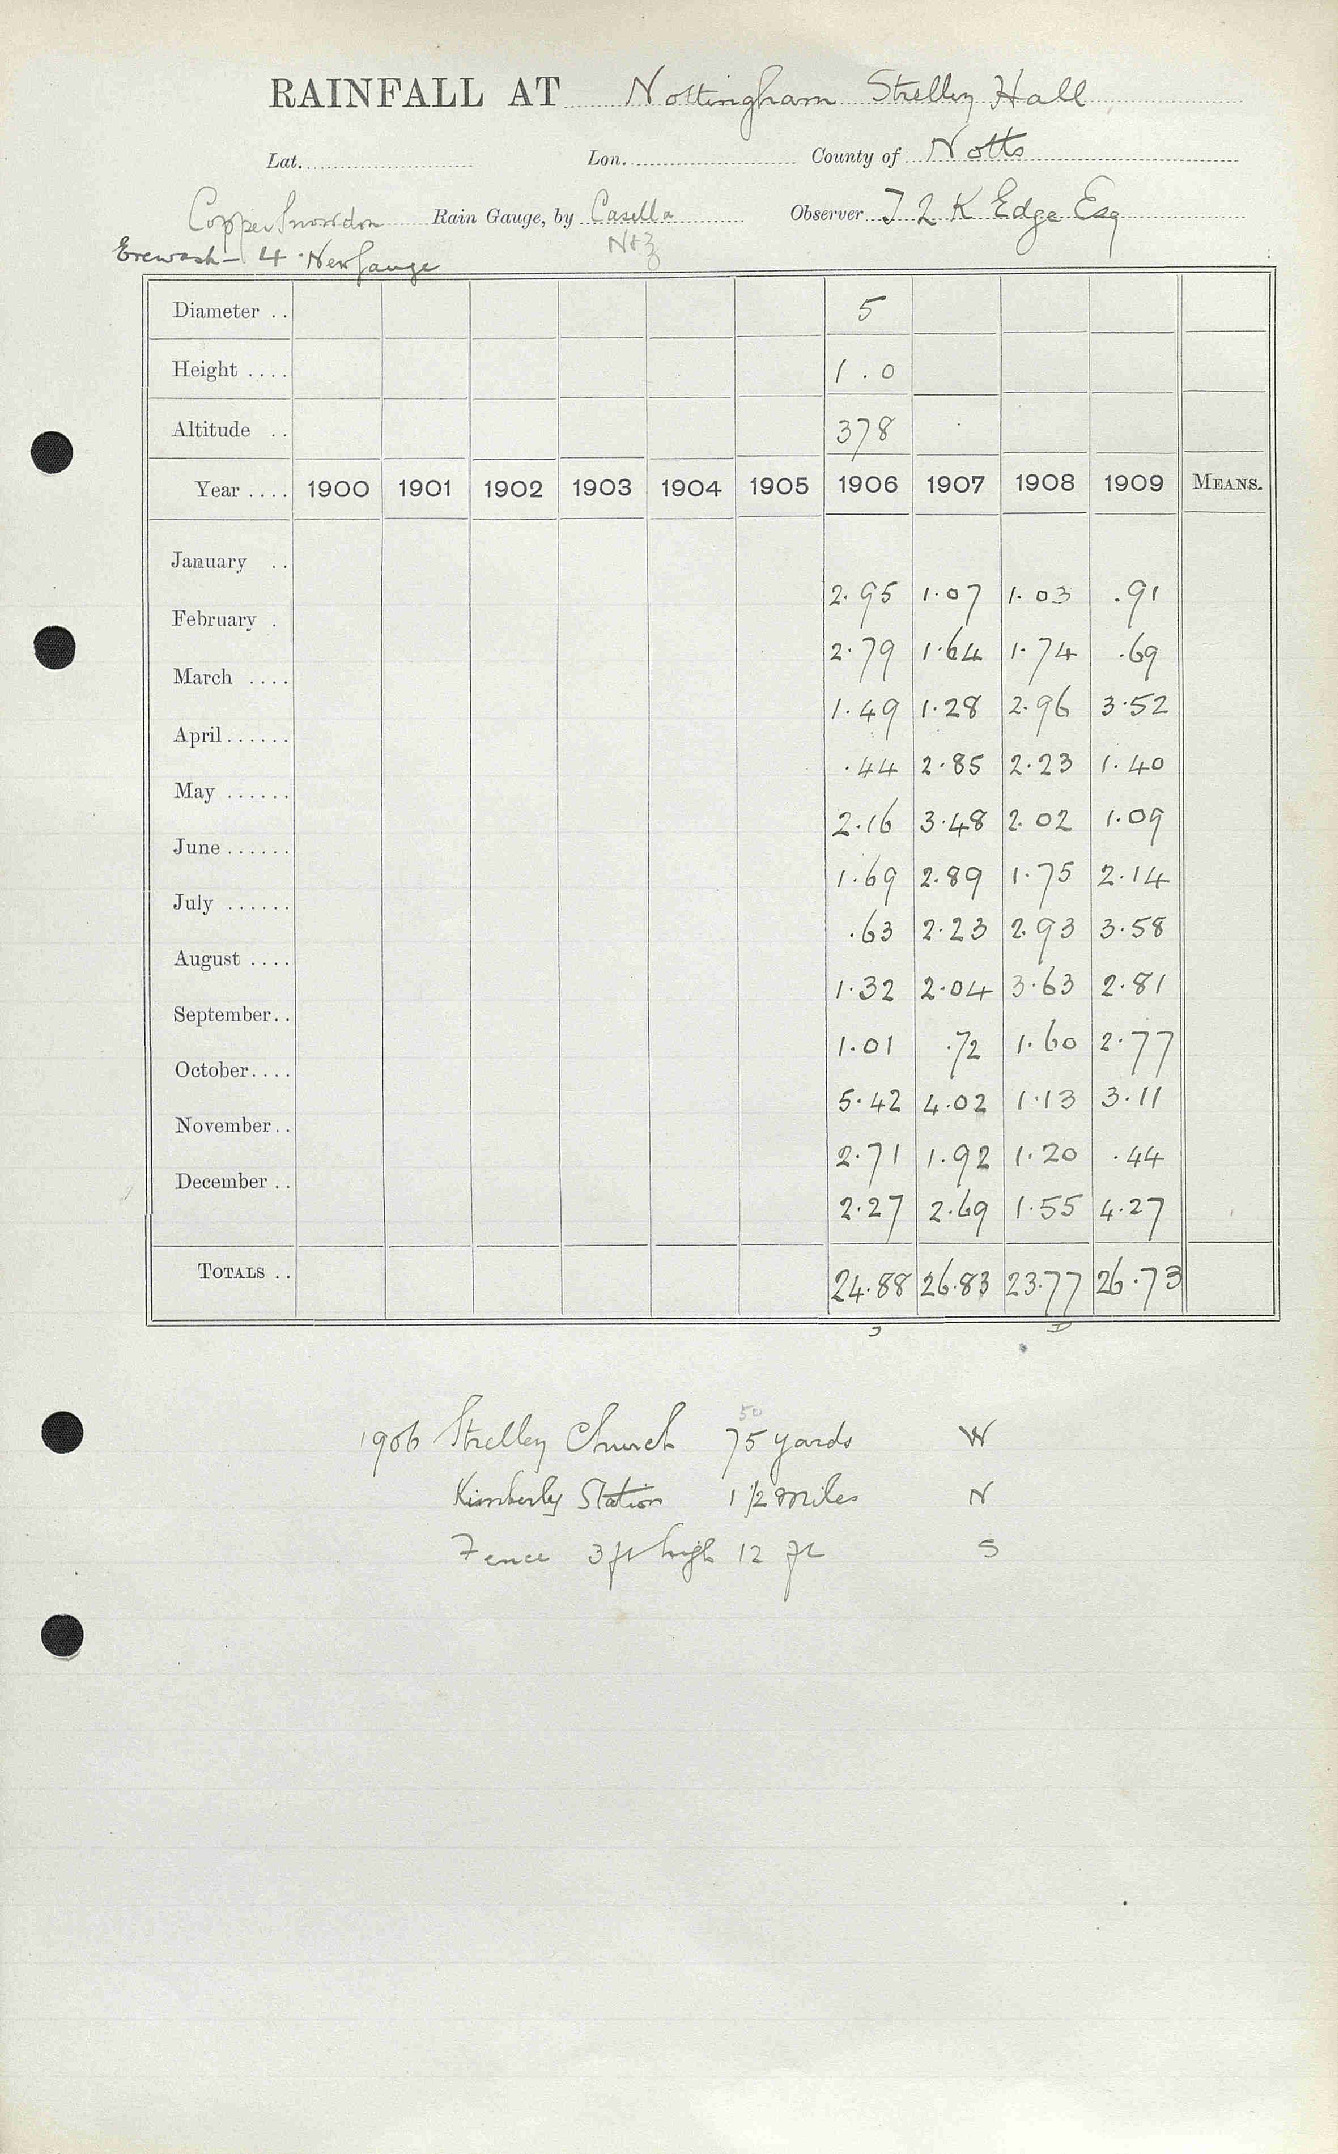 RAINFALL AT Nottingham Strelley Hall
Lat. Lon. County of Notts
Copper Snowdon Rain Gauge, by Casella Observer J L K Edge Esq
Erewash - 4 New Gauge
Diameter .. 5
Height .... 1.0
Altitude .. 378
Year .... 1900 1901 1902 1903 1904 1905 1906 1907 1908 1909 MEANS.
January .. 2.95 1.07 1.03 .91
February . 2.79 1.64 1.74 .69
March .... 1.49 1.28 2.96 3.52
April...... .44 2.85 2.23 1.40
May ...... 2.16 3.48 2.02 1.09
June ...... 1.69 2.89 1.75 2.14
July ...... .63 2.23 2.93 3.58
August .... 1.32 2.04 3.63 2.81
September.. 1.01 .72 1.60 2.77
October.... 5.42 4.02 1.13 3.11
November.. 2.71 1.92 1.20 .44
December .. 2.27 2.69 1.55 4.27
TOTALS .. 24.88 26.83 23.77 26.73
50
1906 Strelley Church 75 yards W
Kimberley Station 1 1/2 miles N
Fence 3 ft high 12 ft S